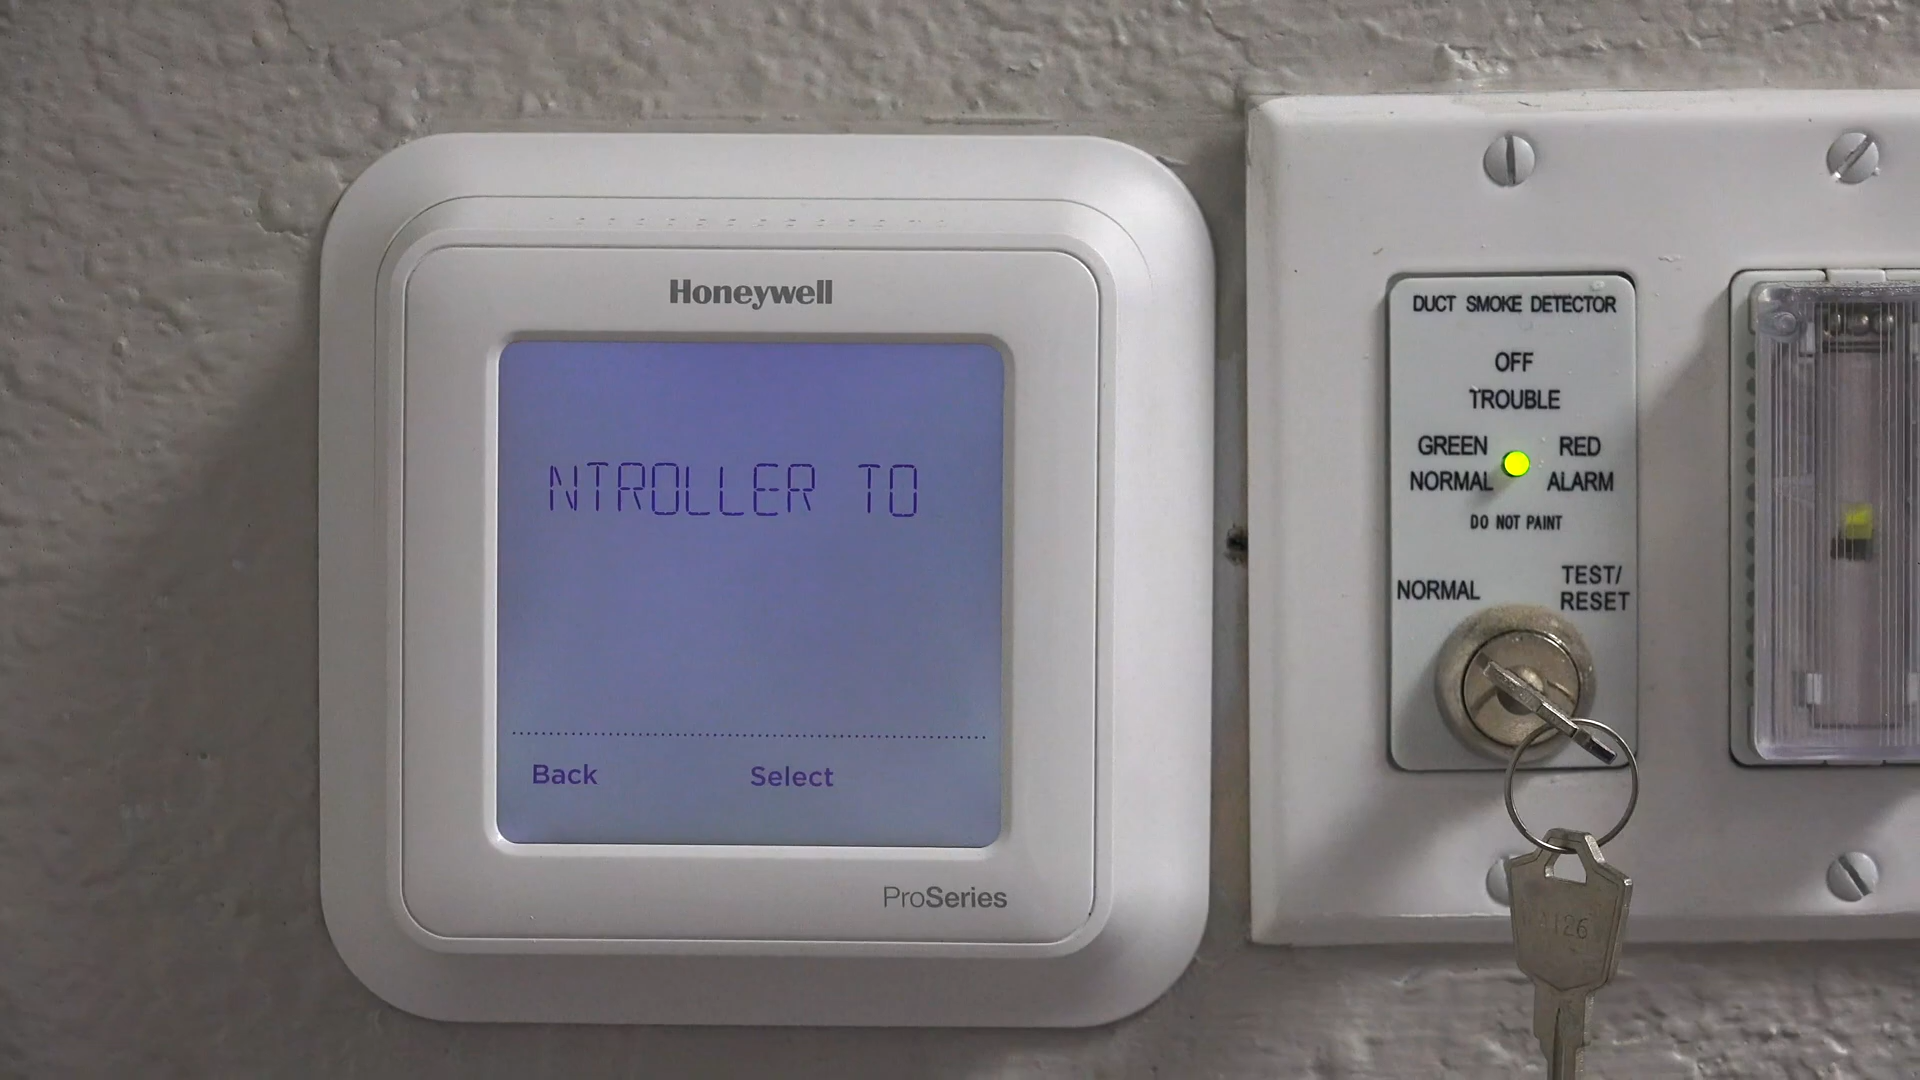 Honeywell
NTROLLER TO
Back Select
ProSeries
DUCT SMOKE DETECTOR
OFF
TROUBLE
GREEN RED
NORMAL ALARM
DO NOT PAINT
NORMAL
TEST/
RESET